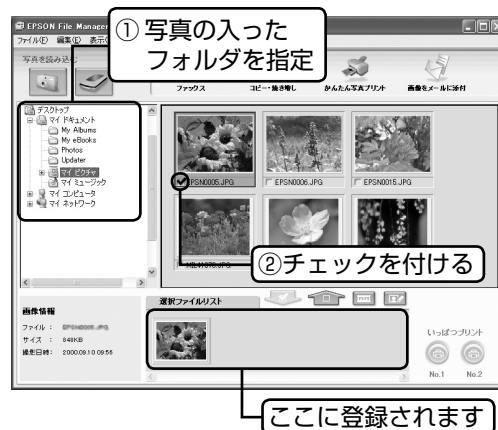 EPSON File Manager
① 写真の入った
フォルダを指定
ファイル(F) 編集(E) 表示(
写真を読み込む
ファックス コピー・焼き増し かんたん写真プリント 画像をメールに添付
デスクトップ
マイ ドキュメント
My Albums
My eBooks
Photos
Updater
マイ ピクチャ
マイ ミュージック
マイ コンピュータ
マイ ネットワーク
EPSN0005.JPG EPSN0006.JPG EPSN0015.JPG
②チェックを付ける
選択ファイルリスト
画像情報
ファイル： EPSN0005.JPG
サイズ ： 848KB
撮影日時： 2000.09.10 09:56
いっぱつプリント
No.1 No.2
ここに登録されます